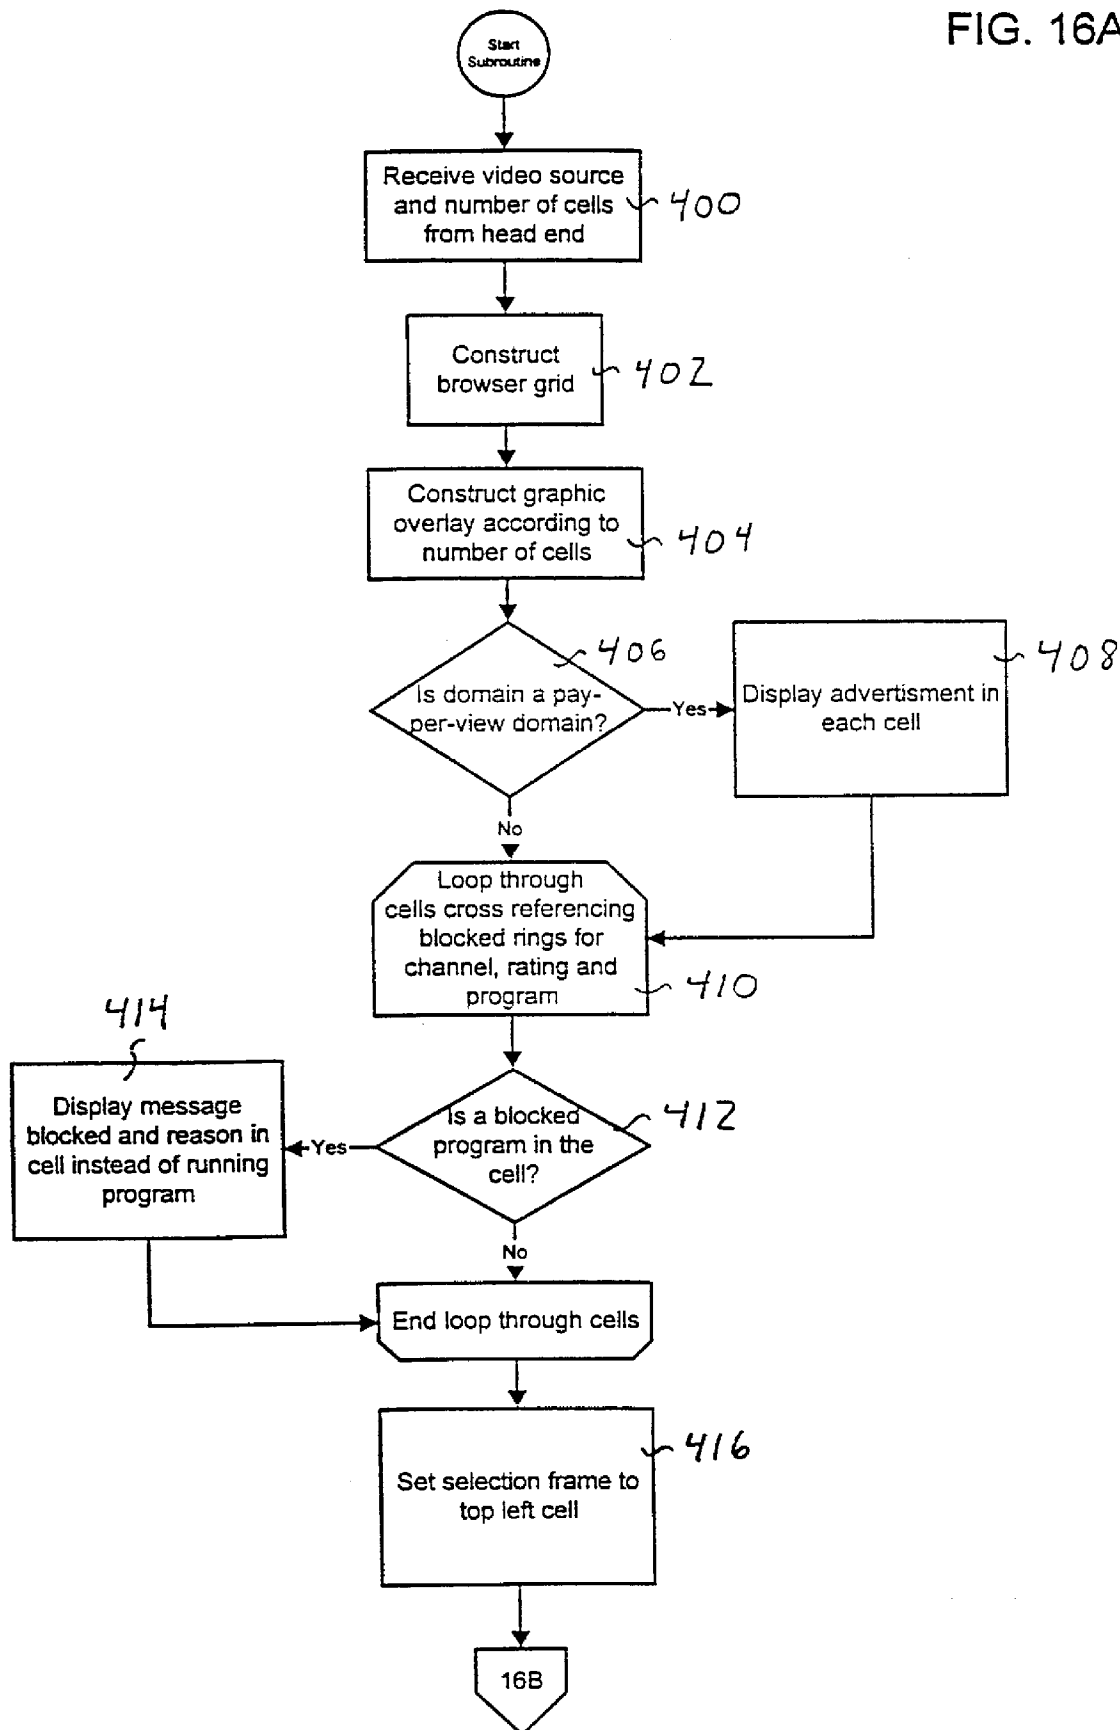 FIG. 16A
Start
Subroutine
Receive video source
and number of cells
from head end
400
Construct
browser grid
402
Construct graphic
overlay according to
number of cells
404
406
Is domain a pay-
per-view domain?
Yes
Display advertisment in
each cell
408
No
Loop through
cells cross referencing
blocked rings for
channel, rating and
program
410
414
Display message
blocked and reason in
cell instead of running
program
Yes
Is a blocked
program in the
cell?
412
No
End loop through cells
Set selection frame to
top left cell
416
16B